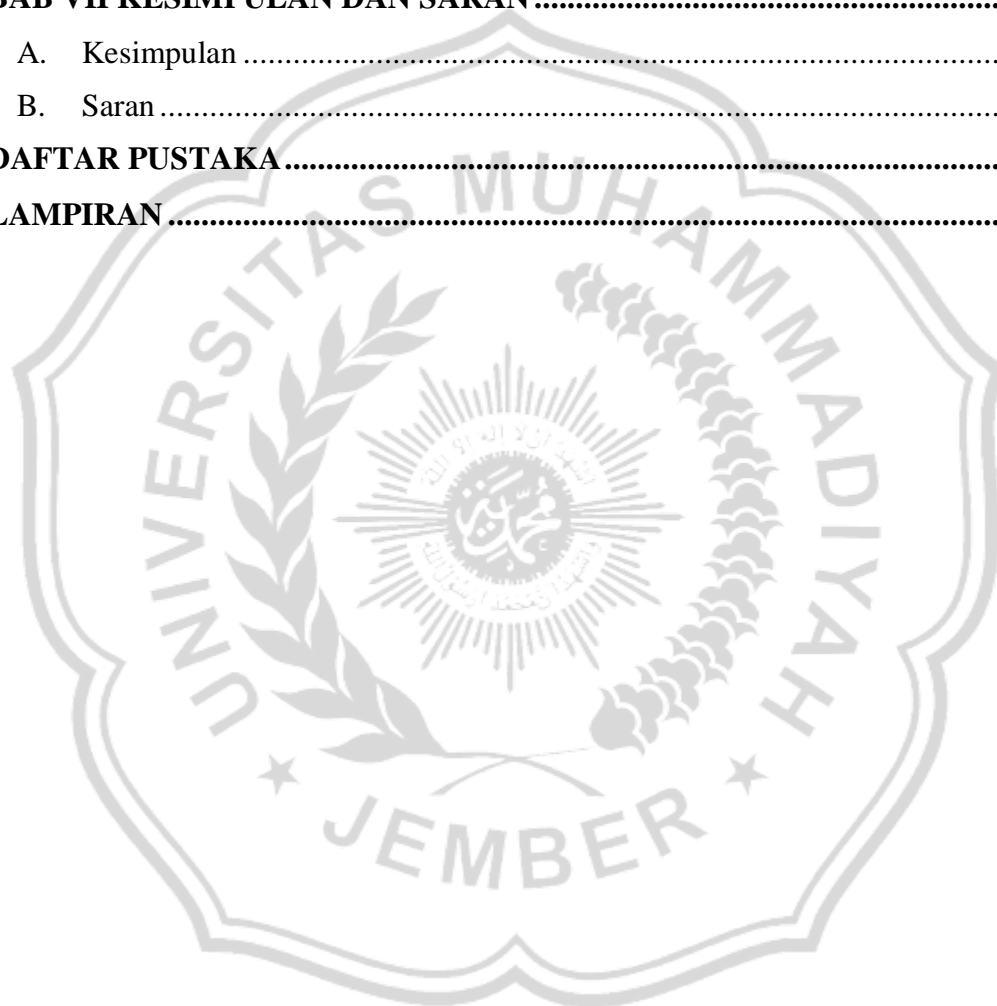 BAB VII KESIMPULAN DAN SARAN................................................................
A. Kesimpulan................................................................
B. Saran................................................................
DAFTAR PUSTAKA................................................................
LAMPIRAN................................................................
UNIVERSITAS MUHAMMADIYAH
JEMBER